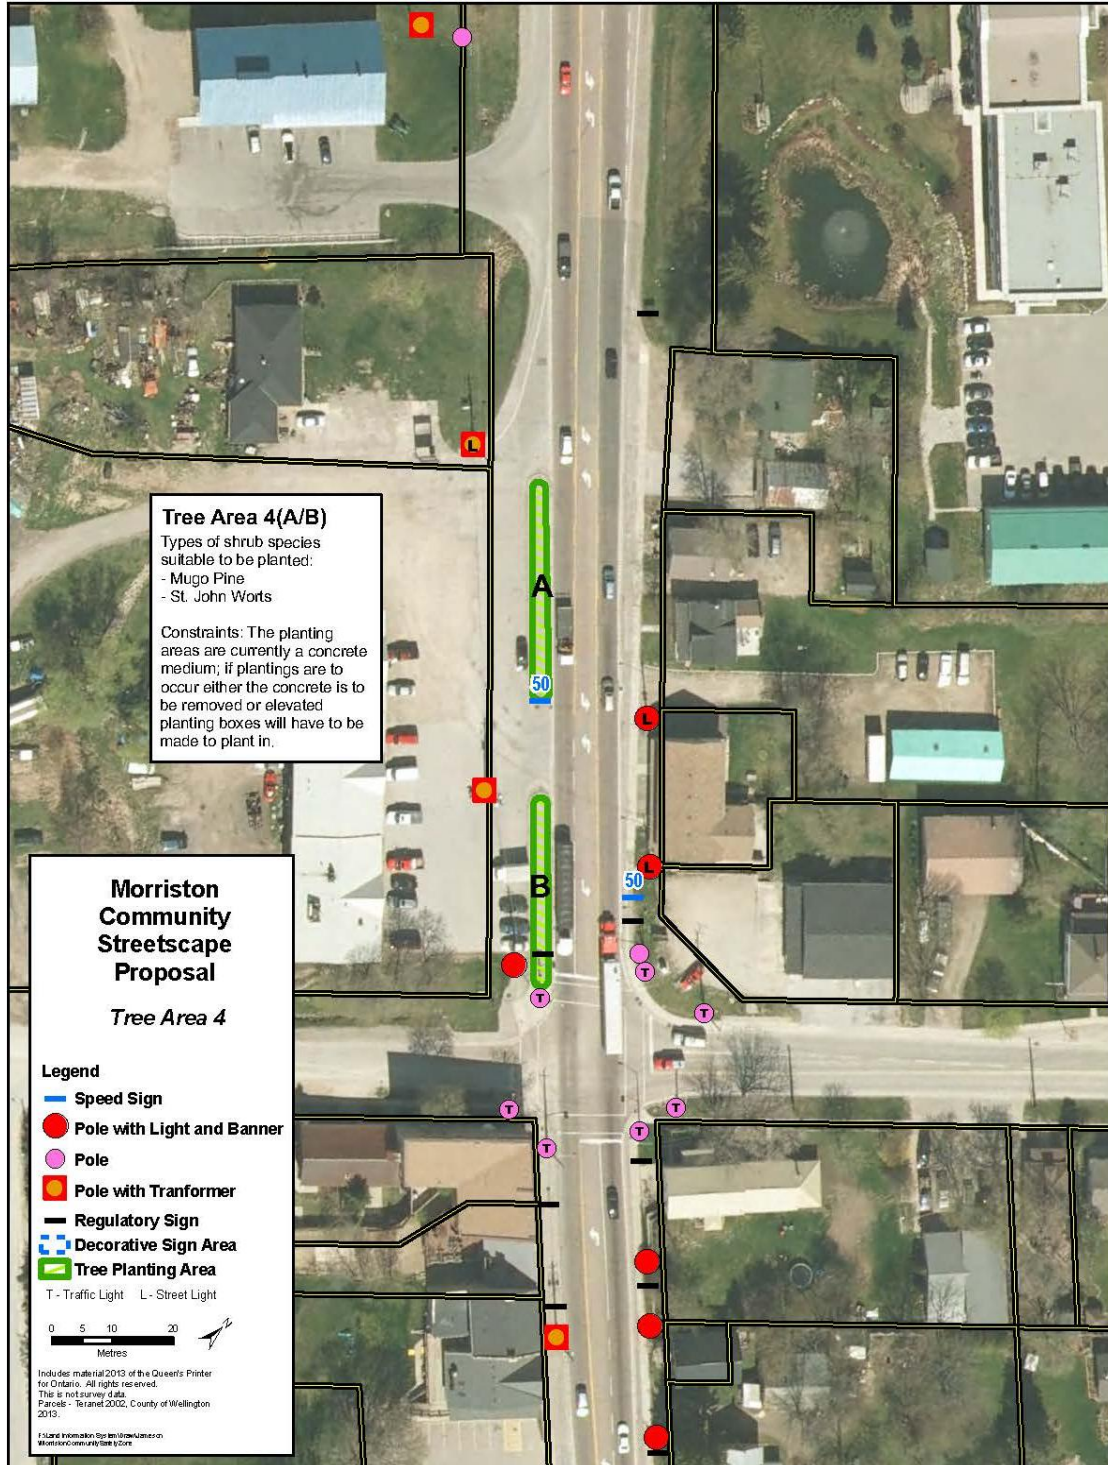 Tree Area 4(A/B)
Types of shrub species
suitable to be planted:
- Mugo Pine
- St. John Worts
Constraints: The planting
areas are currently a concrete
medium; if plantings are to
occur either the concrete is to
be removed or elevated
planting boxes will have to be
made to plant in.
L
A
50
L
B
L
50
T
T
T
T
T
T
T
Morriston
Community
Streetscape
Proposal
Tree Area 4
Legend
Speed Sign
Pole with Light and Banner
Pole
Pole with Tranformer
Regulatory Sign
Decorative Sign Area
Tree Planting Area
T - Traffic Light L - Street Light
0 5 10 20
Metres
Includes material 2013 of the Queen's Printer
for Ontario. All rights reserved.
This is not survey data.
Parcels - Teranet 2002, County of Wellington
2013.